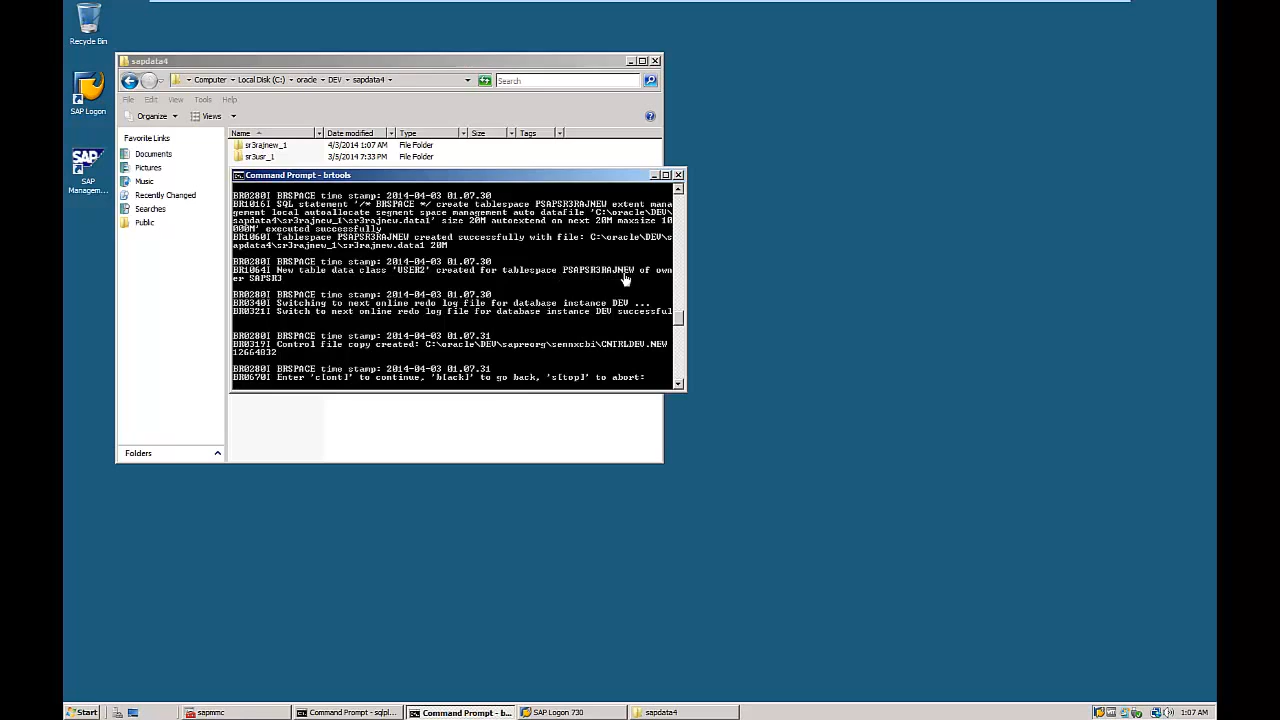 Recycle Bin
SAP Logon
SAP
SAP
Managem...
sapdata4
Computer Local Disk (C:) oracle DEV sapdata4
Search
File Edit View Tools Help
Organize Views
Favorite Links
Documents
Pictures
Music
Recently Changed
Searches
Public
Folders
Name Date modified Type Size Tags
sr3rajnew_1 4/3/2014 1:07 AM File Folder
sr3usr_1 3/5/2014 7:33 PM File Folder
Command Prompt - brtools
BR0280I BRSPACE time stamp: 2014-04-03 01.07.30
BR1016I SQL statement '/* BRSPACE */ create tablespace PSAPSR3RAJNEW extent mana
gement local autoallocate segment space management auto datafile 'C:\oracle\DEV\
sapdata4\sr3rajnew_1\sr3rajnew.data1' size 20M autoextend on next 20M maxsize 10
000M' executed successfully
BR1060I Tablespace PSAPSR3RAJNEW created successfully with file: C:\oracle\DEV\s
apdata4\sr3rajnew_1\sr3rajnew.data1 20M
BR0280I BRSPACE time stamp: 2014-04-03 01.07.30
BR1064I New table data class 'USER2' created for tablespace PSAPSR3RAJNEW of own
er SAPSR3
BR0280I BRSPACE time stamp: 2014-04-03 01.07.30
BR0340I Switching to next online redo log file for database instance DEV ...
BR0321I Switch to next online redo log file for database instance DEV successful
BR0280I BRSPACE time stamp: 2014-04-03 01.07.31
BR0319I Control file copy created: C:\oracle\DEV\sapreorg\sennxcbi\CNTRLDEV.NEW
12664832
BR0280I BRSPACE time stamp: 2014-04-03 01.07.31
BR0670I Enter 'c[ont]' to continue, 'b[ack]' to go back, 's[top]' to abort:
Start sapmmc Command Prompt - sqlpl... Command Prompt - b... SAP Logon 730 sapdata4 1:07 AM